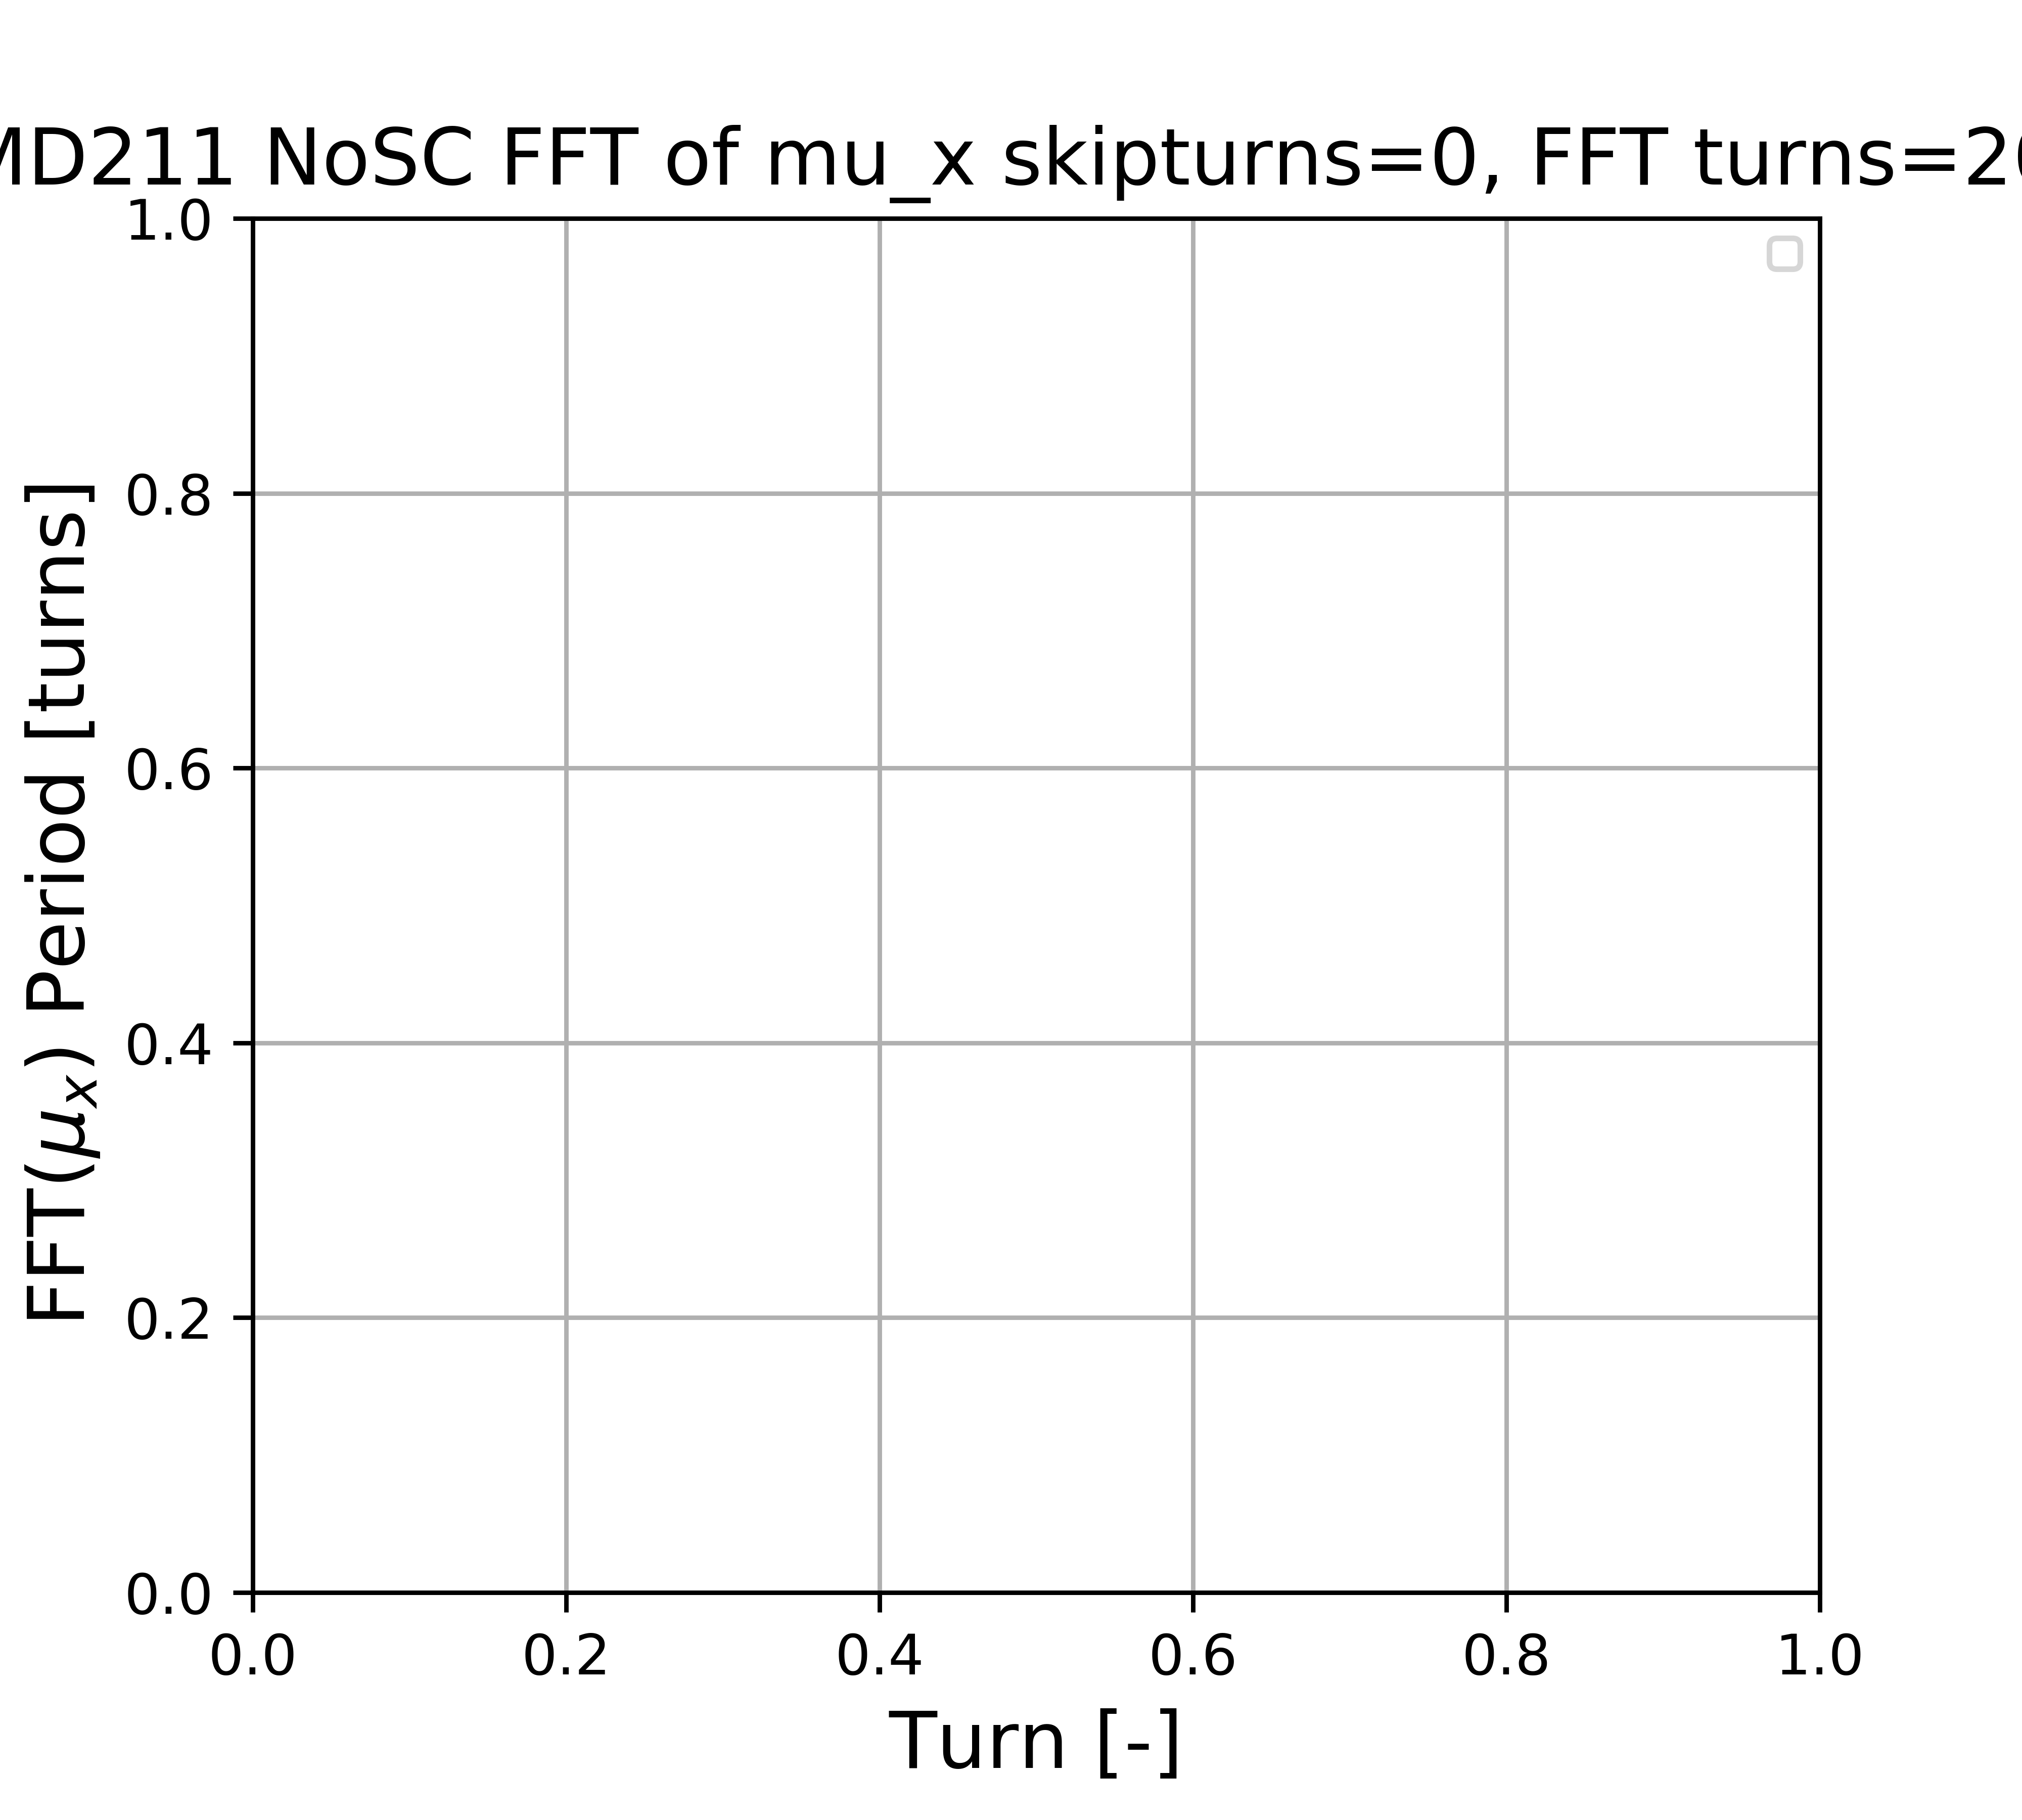 MD211 NoSC FFT of mu_x skipturns=0, FFT turns=20
1.0
0.8
0.6
0.4
0.2
0.0
FFT(μₓ) Period [turns]
0.0 0.2 0.4 0.6 0.8 1.0
Turn [-]